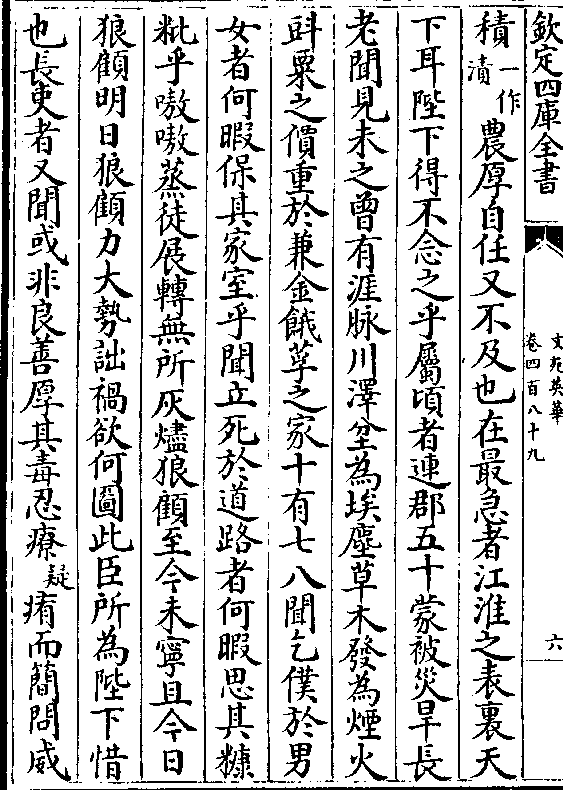 欽定四庫全書
文苑英華
卷四百八十九
六
積一作漬農厚自任又不及也在最急者江淮之表裏天
下耳陛下得不念之乎屬頃者連郡五十蒙被災旱長
老聞見未之曾有涯脉川澤坌為埃塵草木發為煙火
㪷粟之價重於兼金餓莩之家十有七八聞乞僕於男
女者何暇保其家室乎聞立死於道路者何暇思其糠
粃乎嗷嗷蒸徒展轉無所灰燼狼顧至今未寧且今日
狼顧明日狼顧力大勢詘禍欲何圖此臣所為陛下惜
也長吏者又聞或非良善厚其毒忍療疑痏而簡問威